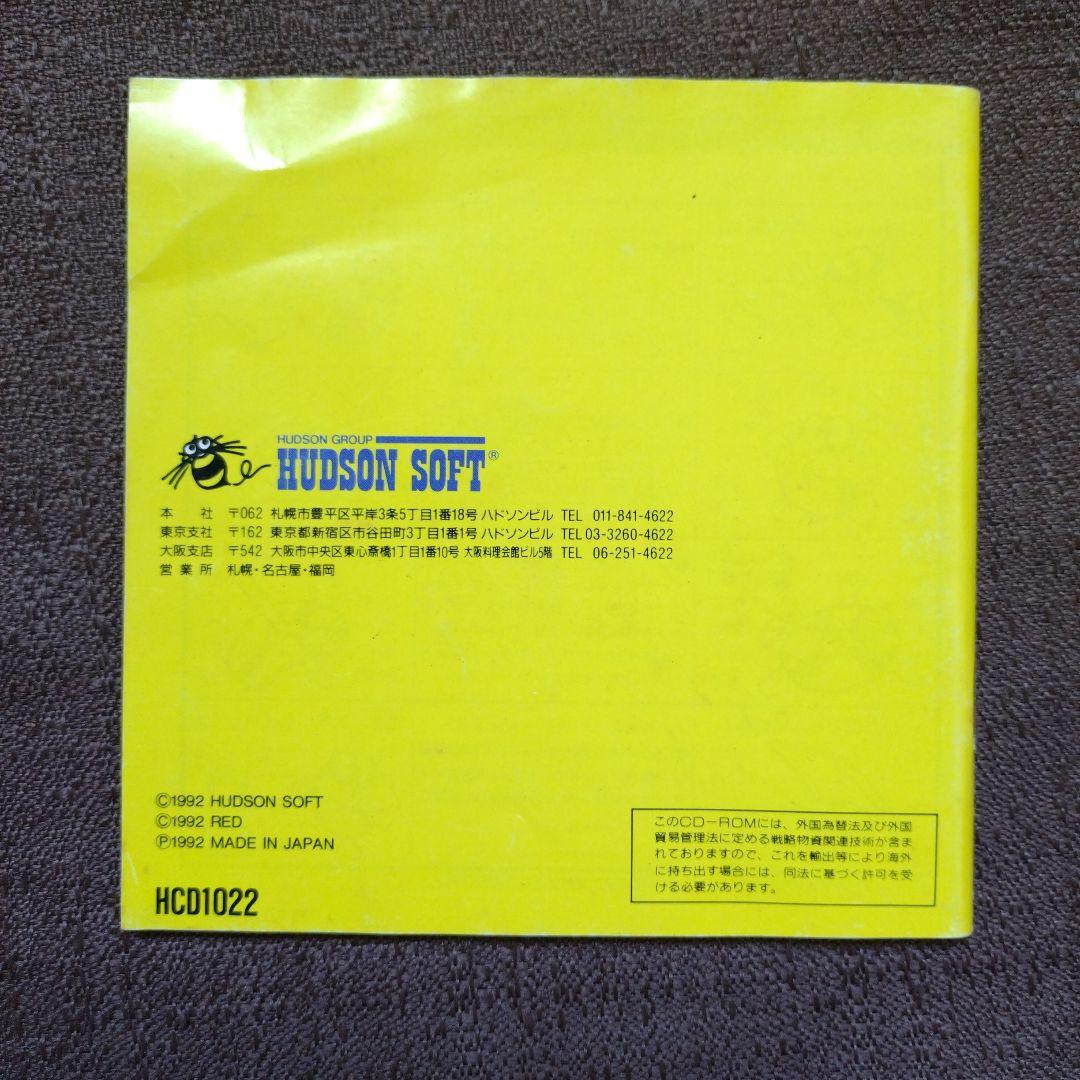 HUDSON GROUP
HUDSON SOFT®
本社 〒062 札幌市豊平区平岸3条5丁目1番18号 ハドソンビル TEL 011-841-4622
東京支社 〒162 東京都新宿区市谷田町3丁目1番1号 ハドソンビル TEL 03-3260-4622
大阪支店 〒542 大阪市中央区東心斎橋1丁目1番10号 大阪料理会館ビル5階 TEL 06-251-4622
営業所 札幌・名古屋・福岡
©1992 HUDSON SOFT
©1992 RED
℗1992 MADE IN JAPAN
HCD1022
このCD-ROMには、外国為替法及び外国
貿易管理法に定める戦略物資関連技術が含ま
れておりますので、これを輸出等により海外
に持ち出す場合には、同法に基づく許可を受
ける必要があります。